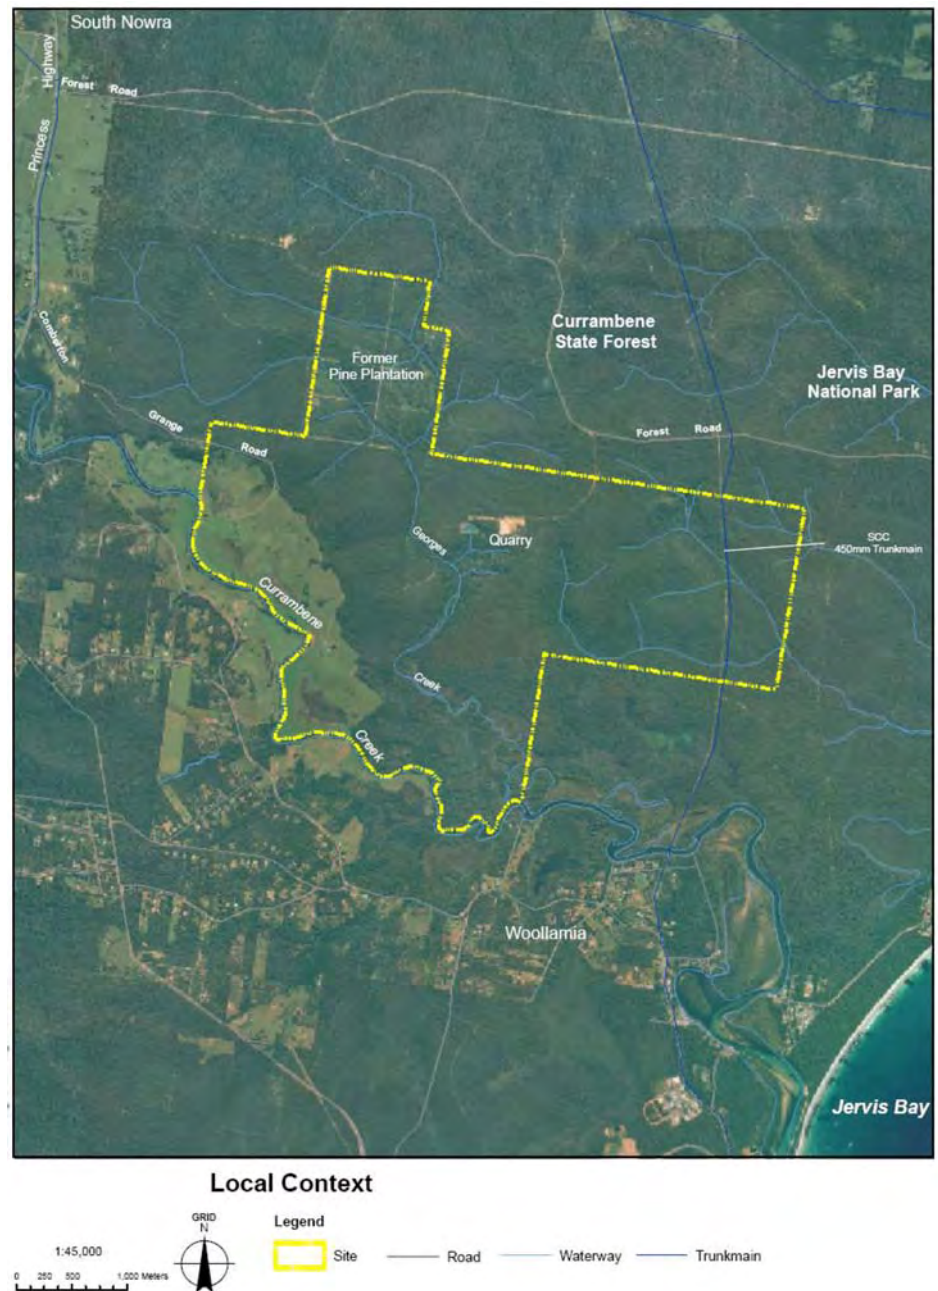 South Nowra
Highway
Princess
Forest Road
Comburton
Grange
Road
Former
Pine Plantation
Currambene
State Forest
Jervis Bay
National Park
Forest Road
Georges
Quarry
SCC
450mm Trunkmain
Currambene
Creek
Creek
Woollamia
Jervis Bay
Local Context
GRID
N
Legend
1:45,000
Site
Road
Waterway
Trunkmain
0 250 500 1,000 Meters